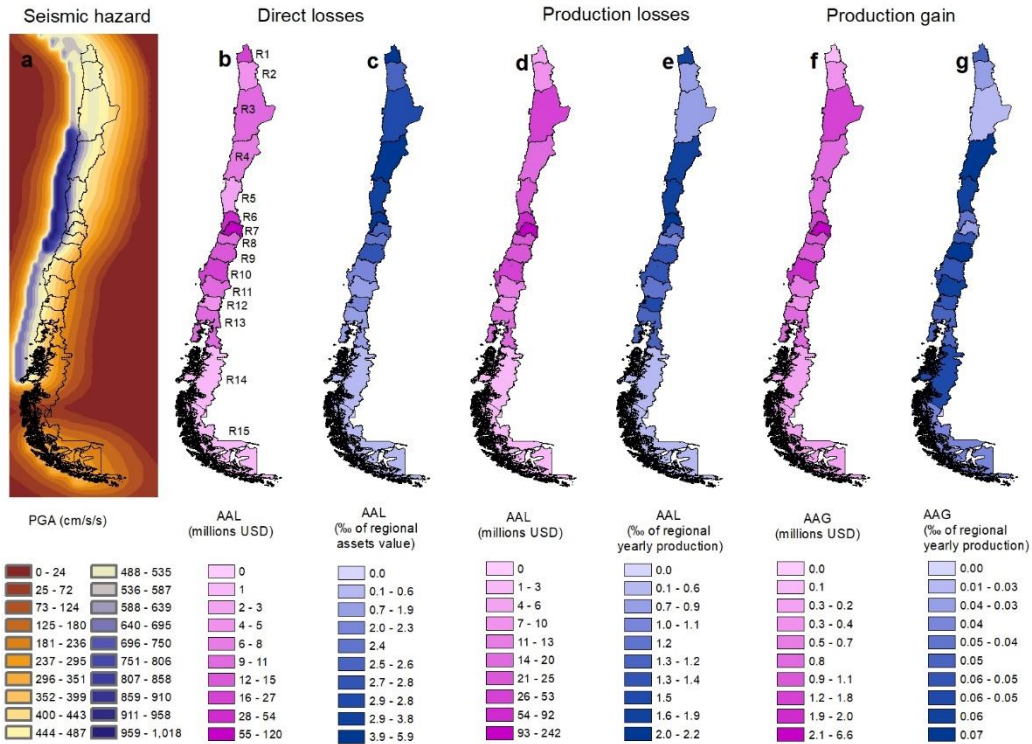 Seismic hazard
Direct losses
Production losses
Production gain
a
b
c
d
e
f
g
R1
R2
R3
R4
R5
R6
R7
R8
R9
R10
R11
R12
R13
R14
R15
PGA (cm/s/s)
0 - 24
25 - 72
73 - 124
125 - 180
181 - 236
237 - 295
296 - 351
352 - 399
400 - 443
444 - 487
488 - 535
536 - 587
588 - 639
640 - 695
696 - 750
751 - 806
807 - 858
859 - 910
911 - 958
959 - 1,018
AAL
(millions USD)
0
1
2 - 3
4 - 5
6 - 8
9 - 11
12 - 15
16 - 27
28 - 54
55 - 120
AAL
(‰ of regional
assets value)
0.0
0.1 - 0.6
0.7 - 1.9
2.0 - 2.3
2.4
2.5 - 2.6
2.7 - 2.8
2.9 - 2.8
2.9 - 3.8
3.9 - 5.9
AAL
(millions USD)
0
1 - 3
4 - 6
7 - 10
11 - 13
14 - 20
21 - 25
26 - 53
54 - 92
93 - 242
AAL
(‰ of regional
yearly production)
0.0
0.1 - 0.6
0.7 - 0.9
1.0 - 1.1
1.2
1.3 - 1.2
1.3 - 1.4
1.5
1.6 - 1.9
2.0 - 2.2
AAG
(millions USD)
0.0
0.1
0.3 - 0.2
0.3 - 0.4
0.5 - 0.7
0.8
0.9 - 1.1
1.2 - 1.8
1.9 - 2.0
2.1 - 6.6
AAG
(‰ of regional
yearly production)
0.00
0.01 - 0.03
0.04 - 0.03
0.04
0.05 - 0.04
0.05
0.06 - 0.05
0.06 - 0.05
0.06
0.07